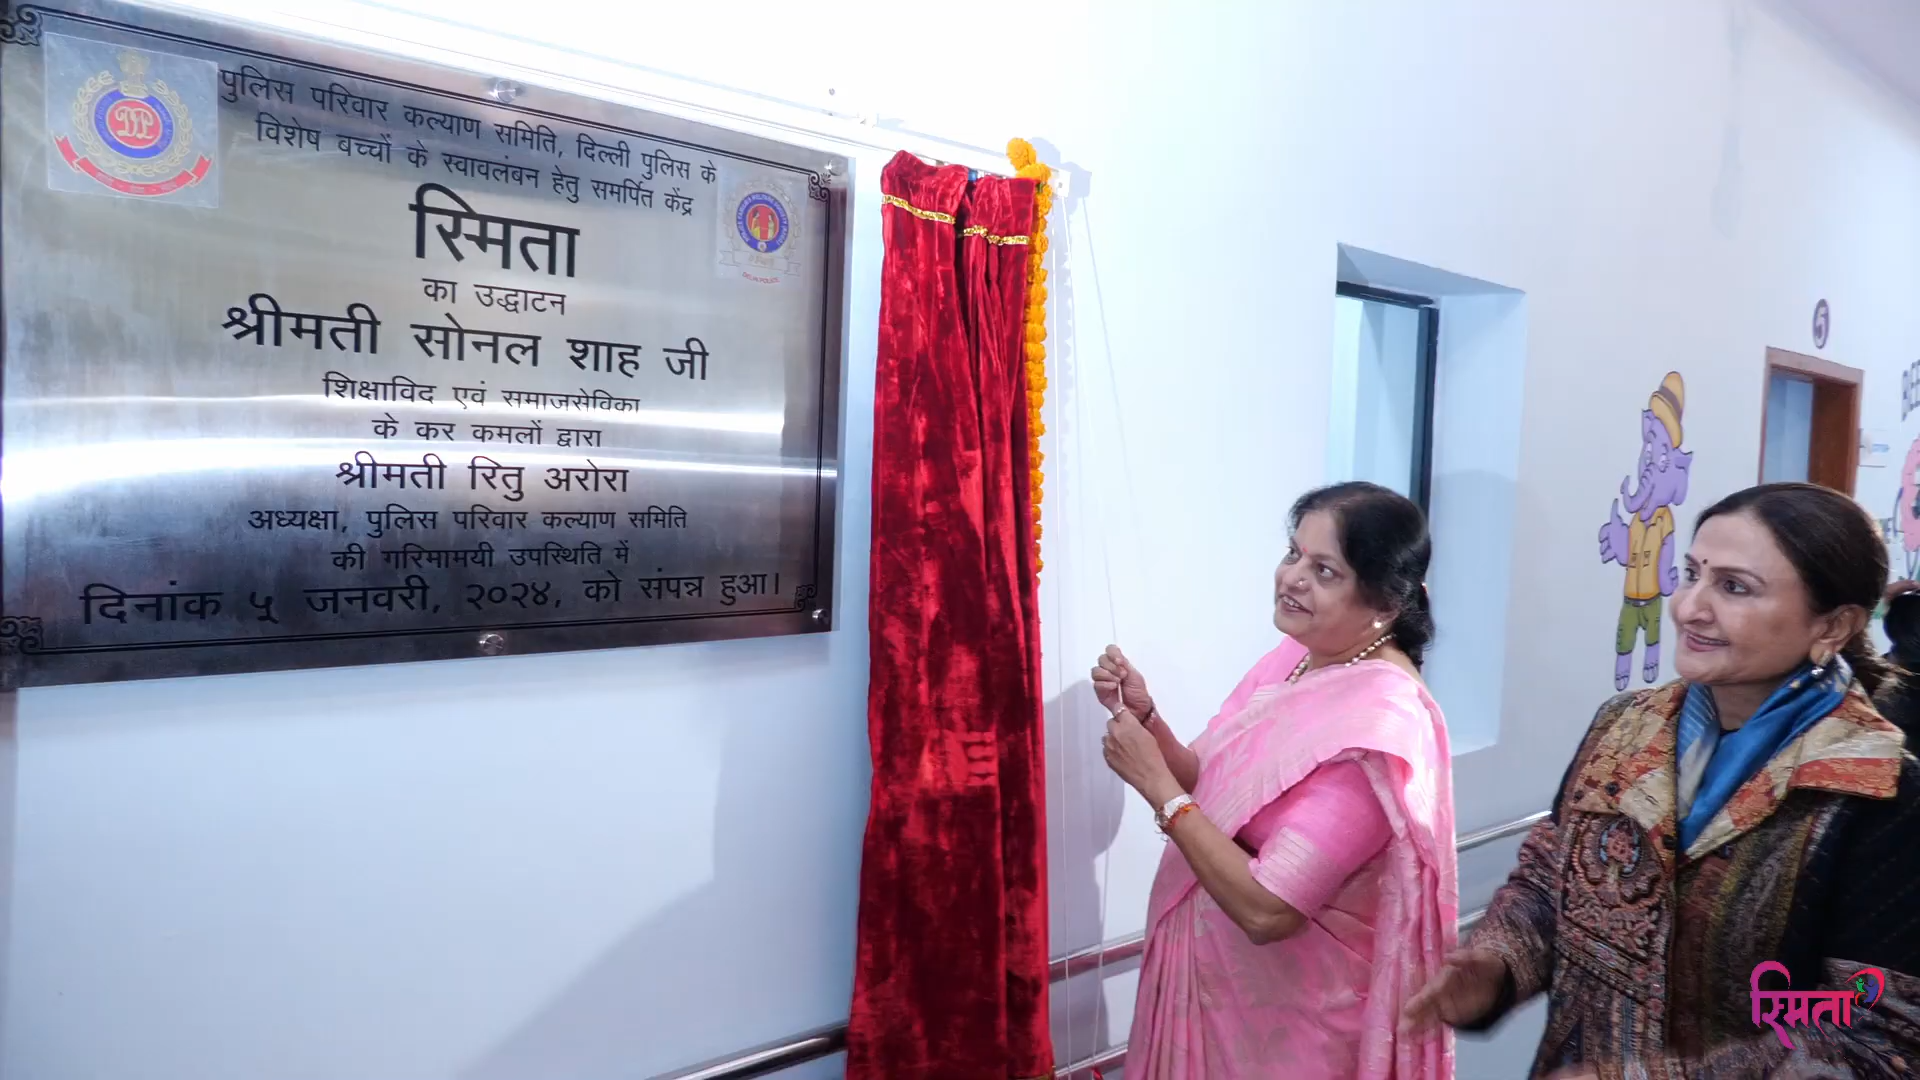 पुलिस परिवार कल्याण समिति, दिल्ली पुलिस के
विशेष बच्चों के स्वावलंबन हेतु समर्पित केंद्र
स्मिता
का उद्घाटन
श्रीमती सोनल शाह जी
शिक्षाविद एवं समाजसेविका
के कर कमलों द्वारा
श्रीमती रितु अरोरा
अध्यक्षा, पुलिस परिवार कल्याण समिति
की गरिमामयी उपस्थिति में
दिनांक ५ जनवरी, २०२४, को संपन्न हुआ।
DP
5
स्मिता